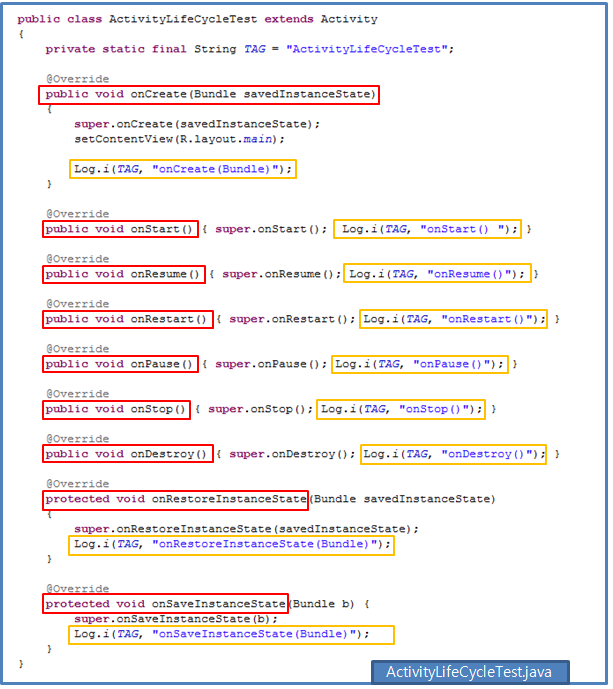 public class ActivityLifeCycleTest extends Activity
{
    private static final String TAG = "ActivityLifeCycleTest";

    @Override
    public void onCreate(Bundle savedInstanceState)
    {
        super.onCreate(savedInstanceState);
        setContentView(R.layout.main);

        Log.i(TAG, "onCreate(Bundle)");
    }

    @Override
    public void onStart() { super.onStart();  Log.i(TAG, "onStart() "); }

    @Override
    public void onResume() { super.onResume(); Log.i(TAG, "onResume()"); }

    @Override
    public void onRestart() { super.onRestart(); Log.i(TAG, "onRestart()"); }

    @Override
    public void onPause() { super.onPause(); Log.i(TAG, "onPause()"); }

    @Override
    public void onStop() { super.onStop(); Log.i(TAG, "onStop()"); }

    @Override
    public void onDestroy() { super.onDestroy(); Log.i(TAG, "onDestroy()"); }

    @Override
    protected void onRestoreInstanceState(Bundle savedInstanceState)
    {
        super.onRestoreInstanceState(savedInstanceState);
        Log.i(TAG, "onRestoreInstanceState(Bundle)");
    }

    @Override
    protected void onSaveInstanceState(Bundle b) {
        super.onSaveInstanceState(b);
        Log.i(TAG, "onSaveInstanceState(Bundle)");
    }
}
ActivityLifeCycleTest.java